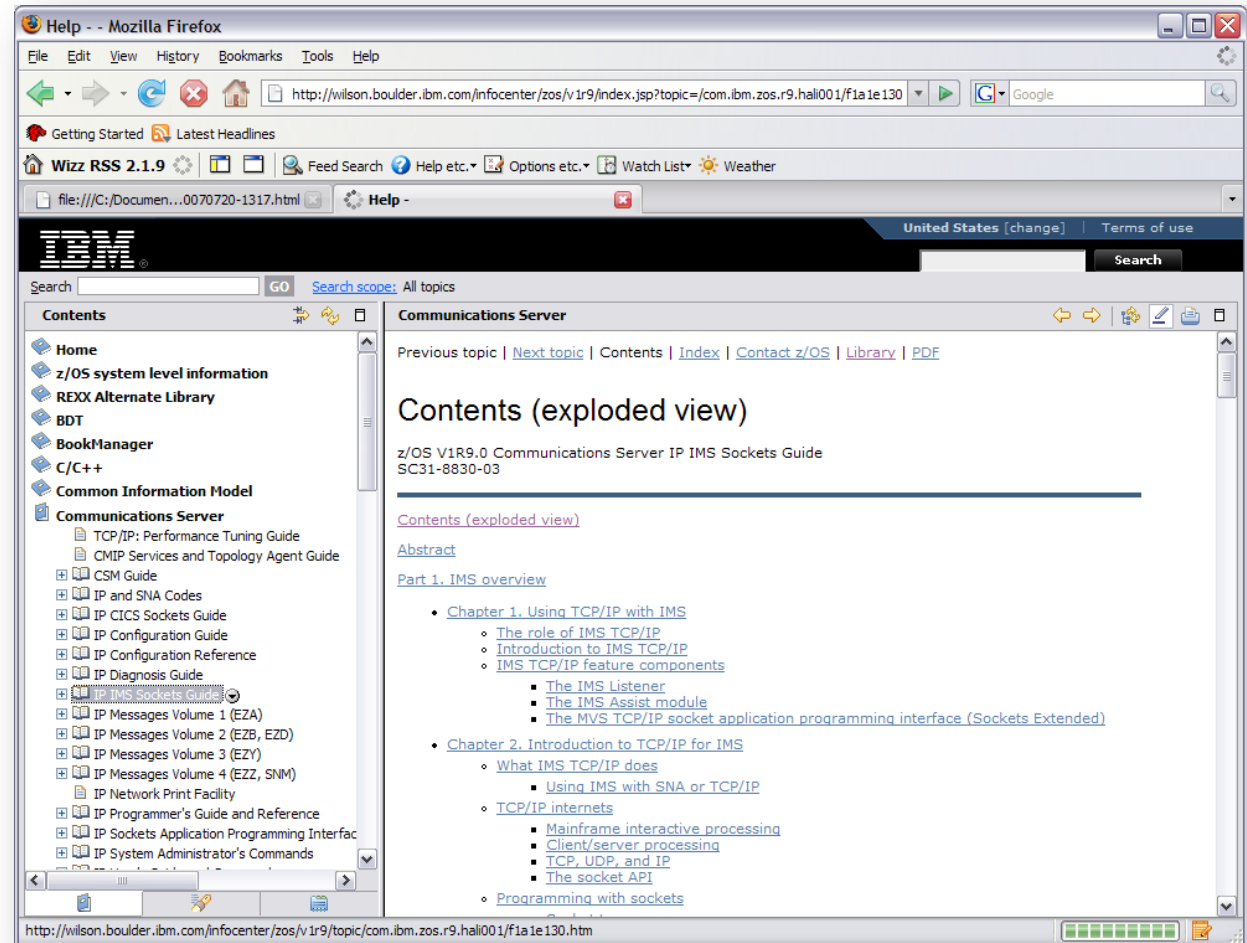 Help - - Mozilla Firefox
File Edit View History Bookmarks Tools Help
http://wilson.boulder.ibm.com/infocenter/zos/v1r9/index.jsp?topic=/com.ibm.zos.r9.hali001/f1a1e130
G Google
Getting Started Latest Headlines
Wizz RSS 2.1.9 Feed Search Help etc. Options etc. Watch List Weather
file:///C:/Documen...0070720-1317.html
Help -
United States [change] | Terms of use
IBM®
Search
Search GO Search scope: All topics
Contents
Home
z/OS system level information
REXX Alternate Library
BDT
BookManager
C/C++
Common Information Model
Communications Server
TCP/IP: Performance Tuning Guide
CMIP Services and Topology Agent Guide
CSM Guide
IP and SNA Codes
IP CICS Sockets Guide
IP Configuration Guide
IP Configuration Reference
IP Diagnosis Guide
IP IMS Sockets Guide
IP Messages Volume 1 (EZA)
IP Messages Volume 2 (EZB, EZD)
IP Messages Volume 3 (EZY)
IP Messages Volume 4 (EZZ, SNM)
IP Network Print Facility
IP Programmer's Guide and Reference
IP Sockets Application Programming Interfac
IP System Administrator's Commands
Communications Server
Previous topic | Next topic | Contents | Index | Contact z/OS | Library | PDF
Contents (exploded view)
z/OS V1R9.0 Communications Server IP IMS Sockets Guide
SC31-8830-03
Contents (exploded view)
Abstract
Part 1. IMS overview
Chapter 1. Using TCP/IP with IMS
The role of IMS TCP/IP
Introduction to IMS TCP/IP
IMS TCP/IP feature components
The IMS Listener
The IMS Assist module
The MVS TCP/IP socket application programming interface (Sockets Extended)
Chapter 2. Introduction to TCP/IP for IMS
What IMS TCP/IP does
Using IMS with SNA or TCP/IP
TCP/IP internets
Mainframe interactive processing
Client/server processing
TCP, UDP, and IP
The socket API
Programming with sockets
http://wilson.boulder.ibm.com/infocenter/zos/v1r9/topic/com.ibm.zos.r9.hali001/f1a1e130.htm